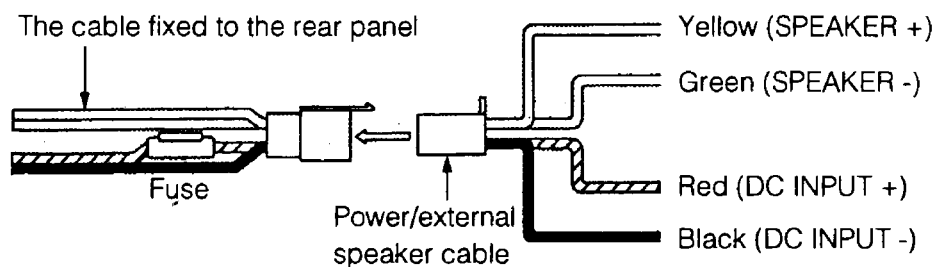 The cable fixed to the rear panel
Yellow (SPEAKER +)
Green (SPEAKER -)
Fuse
Red (DC INPUT +)
Power/external
speaker cable
Black (DC INPUT -)